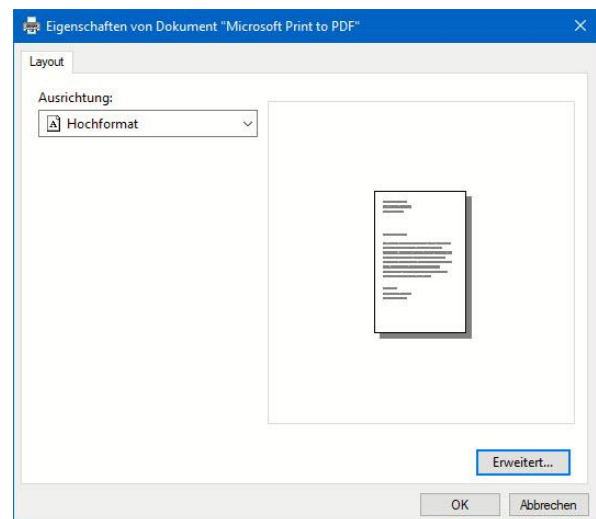 Eigenschaften von Dokument "Microsoft Print to PDF"
Layout
Ausrichtung:
A Hochformat
Erweitert...
OK Abbrechen